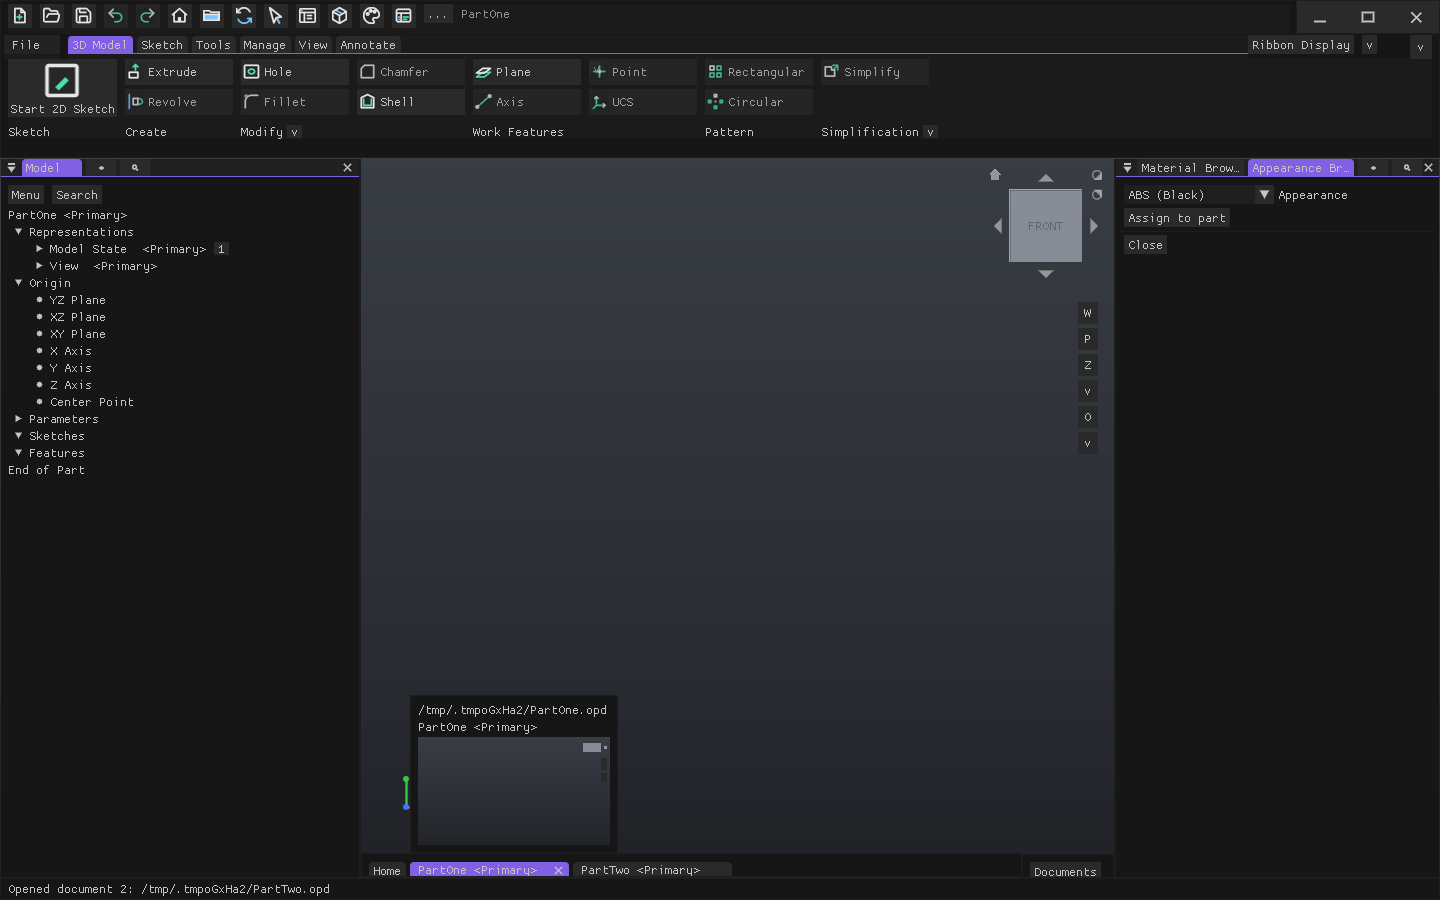 ... PartOne
File 3D Model Sketch Tools Manage View Annotate Ribbon Display v v
Start 2D Sketch
Extrude Hole Chamfer Plane Point Rectangular Simplify
Revolve Fillet Shell Axis UCS Circular
Sketch Create Modify v Work Features Pattern Simplification v
Model
Menu Search
PartOne <Primary>
Representations
Model State <Primary> 1
View <Primary>
Origin
YZ Plane
XZ Plane
XY Plane
X Axis
Y Axis
Z Axis
Center Point
Parameters
Sketches
Features
End of Part
FRONT
W
P
Z
v
O
v
Material Brow… Appearance Br…
ABS (Black) Appearance
Assign to part
Close
/tmp/.tmpoGxHa2/PartOne.opd
PartOne <Primary>
Home PartOne <Primary> PartTwo <Primary> Documents
Opened document 2: /tmp/.tmpoGxHa2/PartTwo.opd